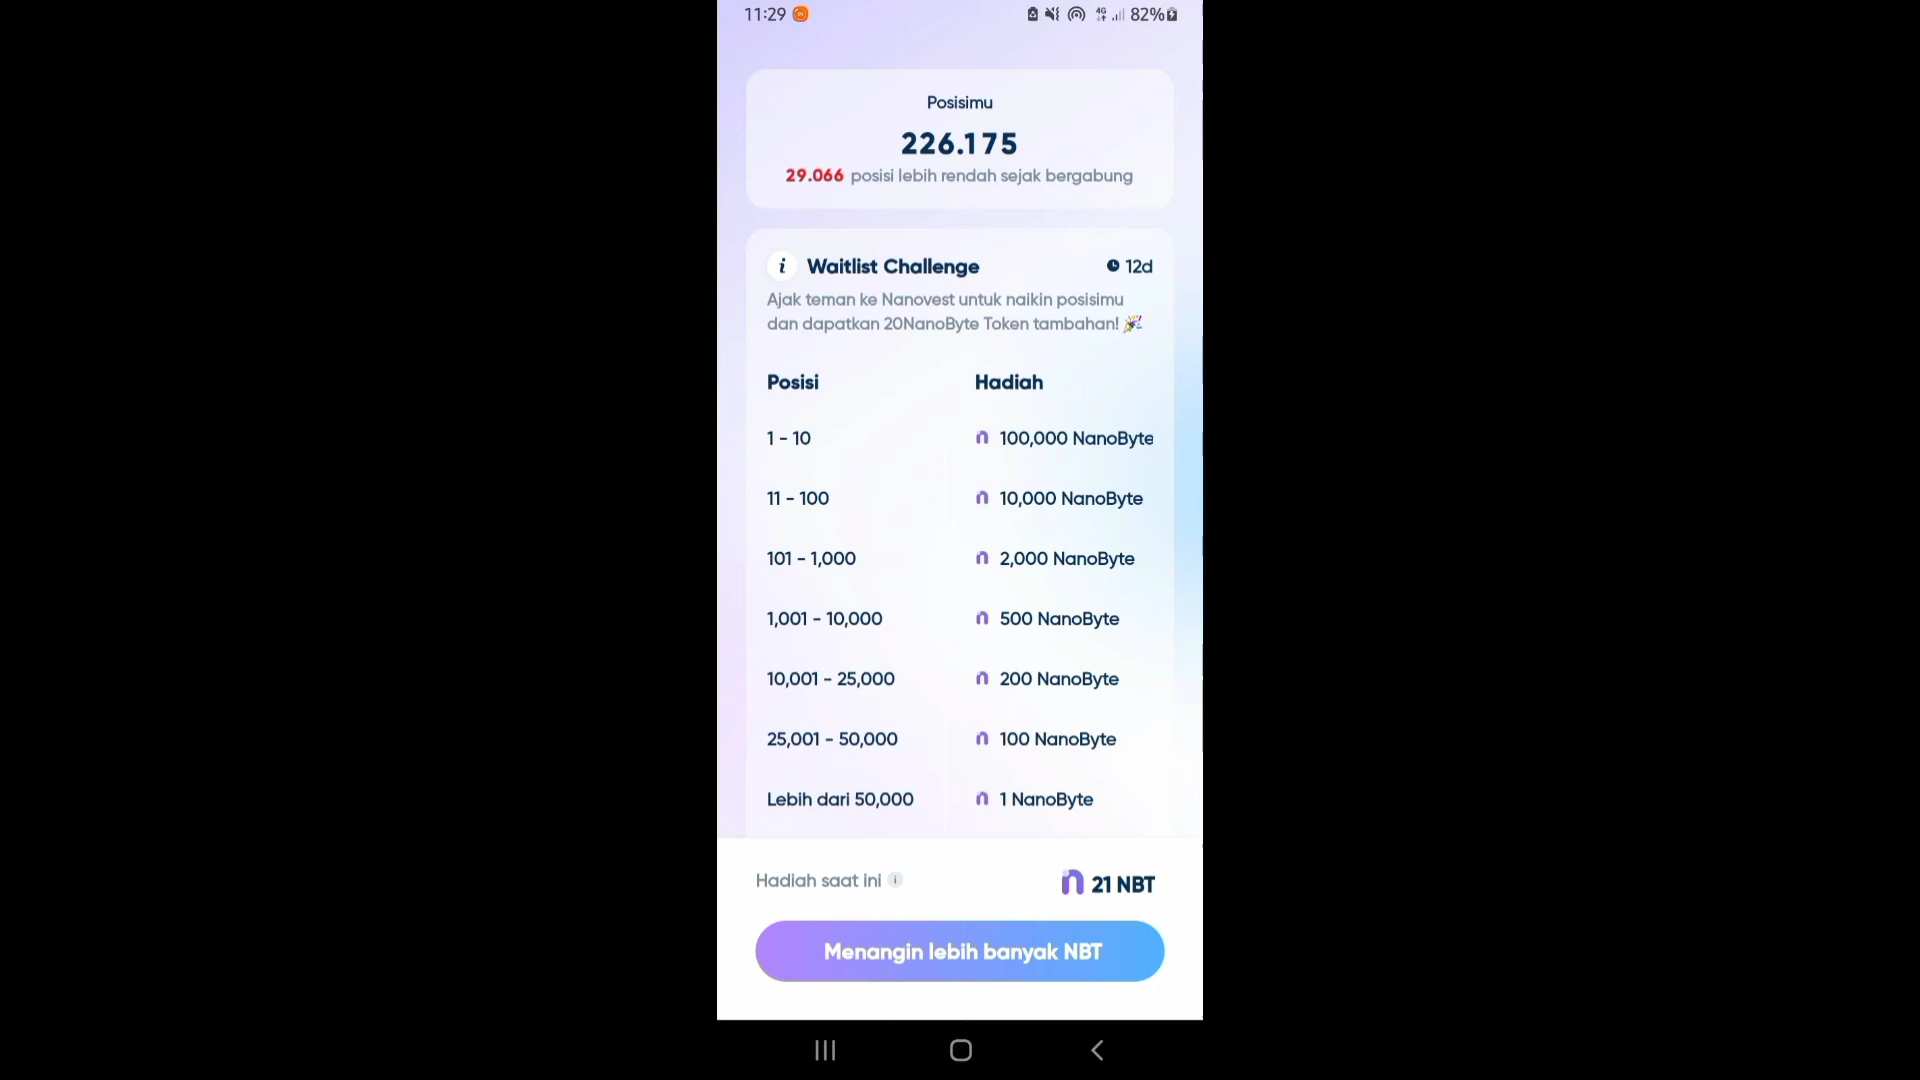 11:29
4G
82%
Posisimu
226.175
29.066 posisi lebih rendah sejak bergabung
i Waitlist Challenge 12d
Ajak teman ke Nanovest untuk naikin posisimu
dan dapatkan 20NanoByte Token tambahan! 🎉
Posisi Hadiah
1 - 10 100,000 NanoByte
11 - 100 10,000 NanoByte
101 - 1,000 2,000 NanoByte
1,001 - 10,000 500 NanoByte
10,001 - 25,000 200 NanoByte
25,001 - 50,000 100 NanoByte
Lebih dari 50,000 1 NanoByte
Hadiah saat ini i 21 NBT
Menangin lebih banyak NBT